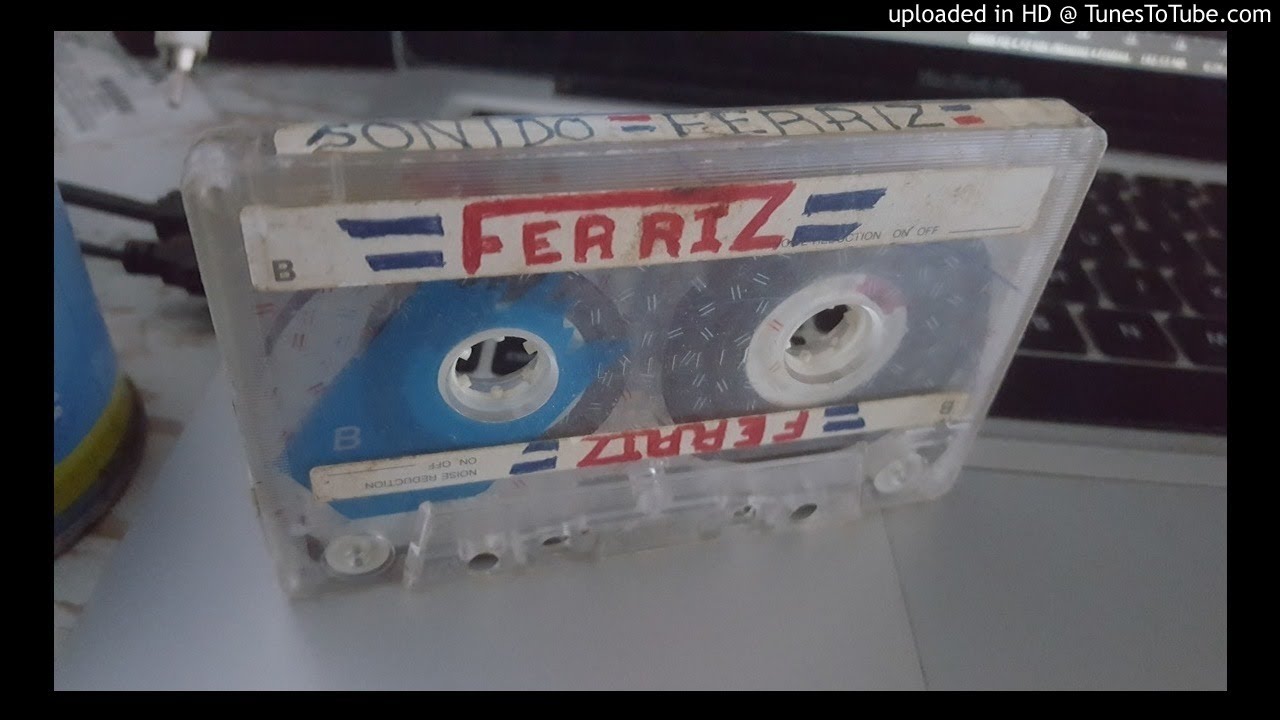 uploaded in HD @ TunesToTube.com
SONIDO = FERRIZ =
= FERRIZ =
B
NOISE REDUCTION ON OFF
B
B
= FERRIZ =
NOISE REDUCTION
ON OFF